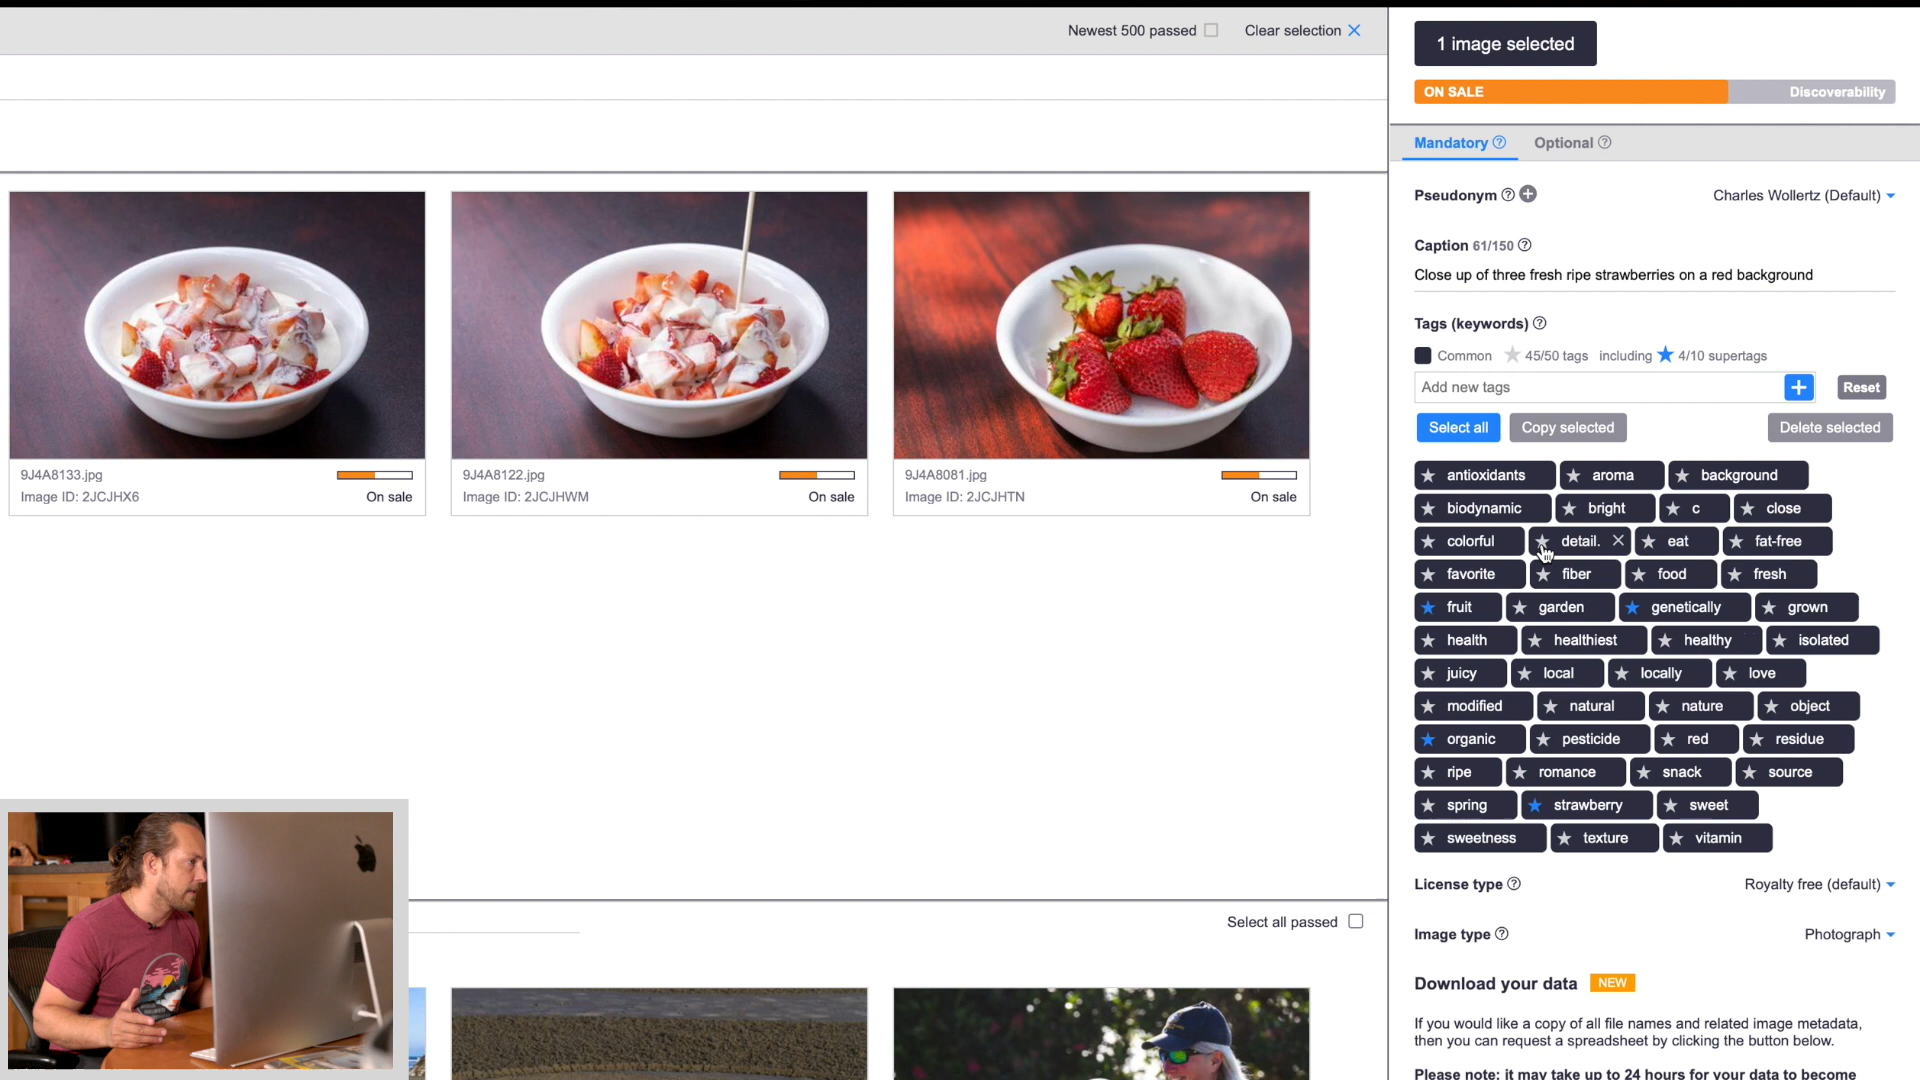 Newest 500 passed Clear selection
1 image selected
ON SALE Discoverability
Mandatory Optional
Pseudonym Charles Wollertz (Default)
Caption 61/150
Close up of three fresh ripe strawberries on a red background
Tags (keywords)
Common 45/50 tags including 4/10 supertags
Add new tags Reset
Select all Copy selected Delete selected
antioxidants aroma background
biodynamic bright c close
colorful detail. eat fat-free
favorite fiber food fresh
fruit garden genetically grown
health healthiest healthy isolated
juicy local locally love
modified natural nature object
organic pesticide red residue
ripe romance snack source
spring strawberry sweet
sweetness texture vitamin
License type Royalty free (default)
Image type Photograph
Download your data NEW
If you would like a copy of all file names and related image metadata,
then you can request a spreadsheet by clicking the button below.
Please note: it may take up to 24 hours for your data to become
9J4A8133.jpg
Image ID: 2JCJHX6 On sale
9J4A8122.jpg
Image ID: 2JCJHWM On sale
9J4A8081.jpg
Image ID: 2JCJHTN On sale
Select all passed